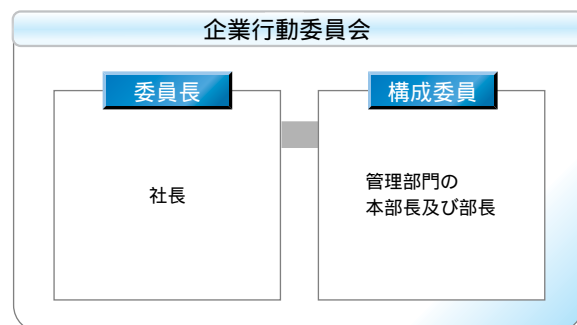 企業行動委員会
委員長
社長
構成委員
管理部門の
本部長及び部長